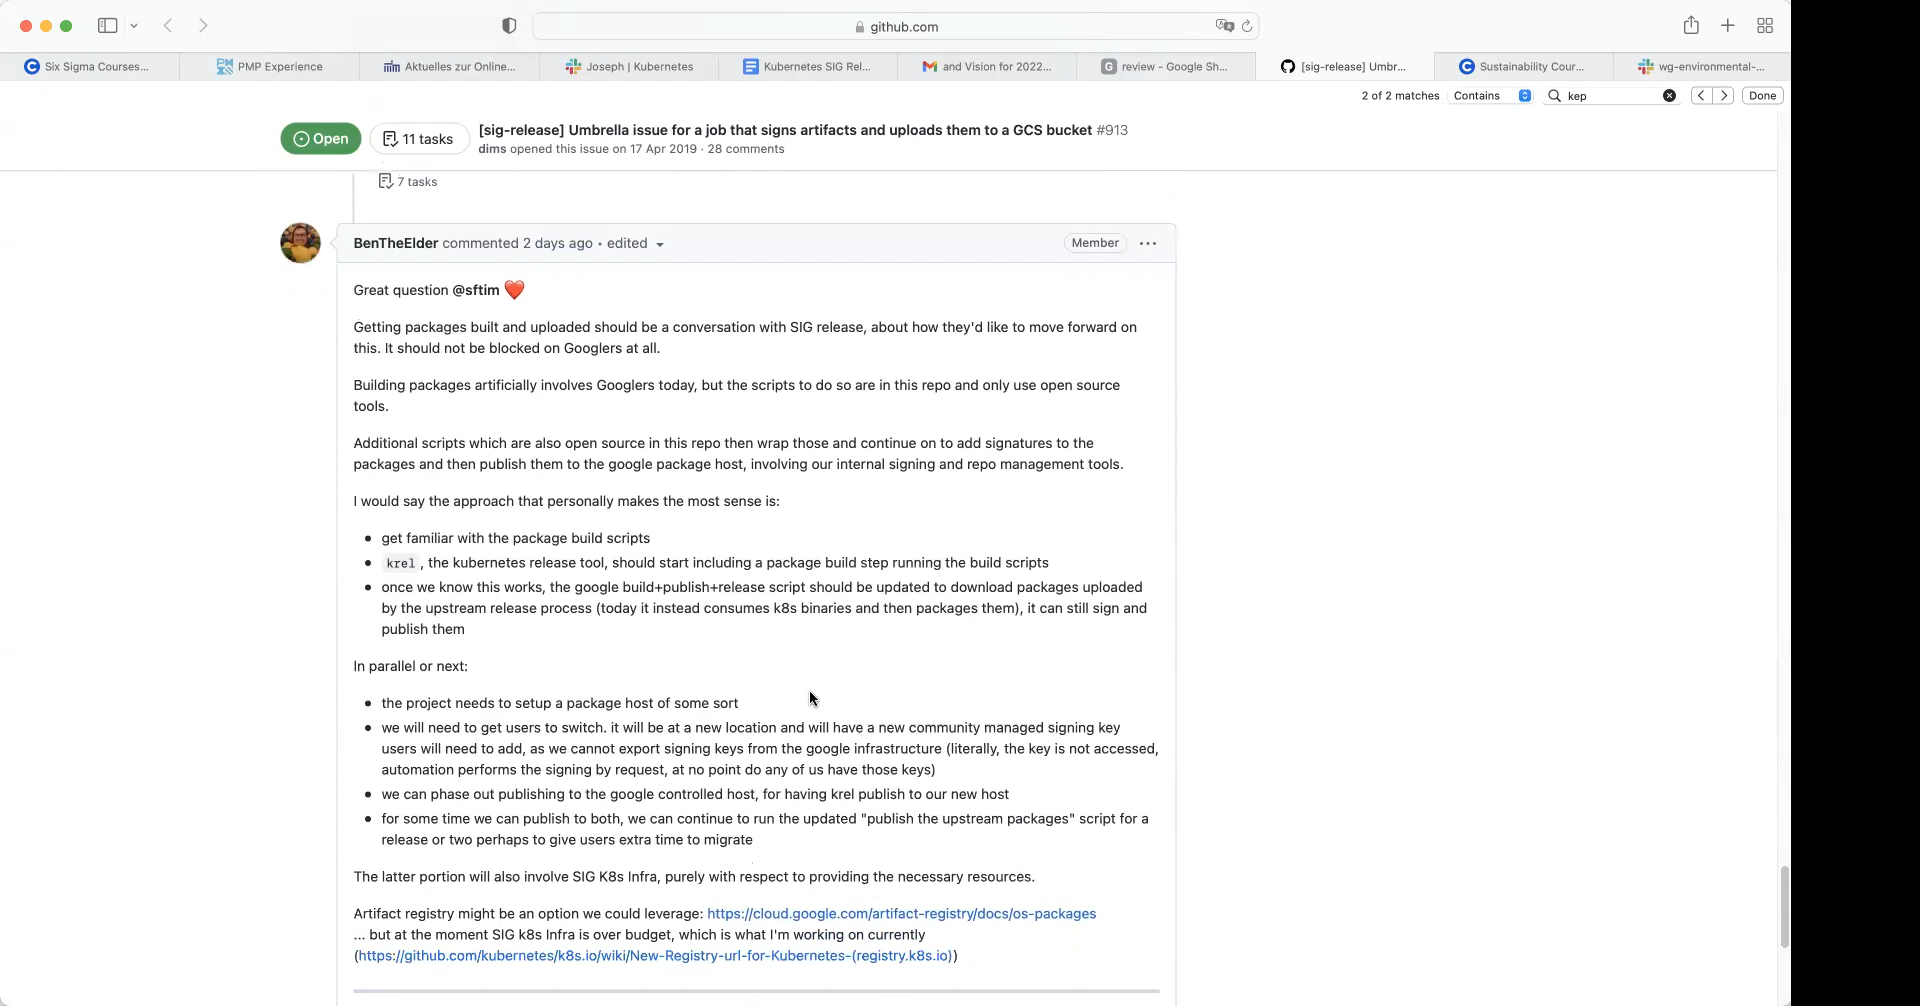 github.com
Six Sigma Courses...
PMP Experience
Aktuelles zur Online...
Joseph | Kubernetes
Kubernetes SIG Rel...
and Vision for 2022...
review - Google Sh...
[sig-release] Umbr...
Sustainability Cour...
wg-environmental-...
2 of 2 matches
Contains
kep
Done
Open
11 tasks
[sig-release] Umbrella issue for a job that signs artifacts and uploads them to a GCS bucket #913
dims opened this issue on 17 Apr 2019 · 28 comments
7 tasks
BenTheElder commented 2 days ago • edited
Member
Great question @sftim ❤️
Getting packages built and uploaded should be a conversation with SIG release, about how they'd like to move forward on
this. It should not be blocked on Googlers at all.
Building packages artificially involves Googlers today, but the scripts to do so are in this repo and only use open source
tools.
Additional scripts which are also open source in this repo then wrap those and continue on to add signatures to the
packages and then publish them to the google package host, involving our internal signing and repo management tools.
I would say the approach that personally makes the most sense is:
• get familiar with the package build scripts
• krel , the kubernetes release tool, should start including a package build step running the build scripts
• once we know this works, the google build+publish+release script should be updated to download packages uploaded
by the upstream release process (today it instead consumes k8s binaries and then packages them), it can still sign and
publish them
In parallel or next:
• the project needs to setup a package host of some sort
• we will need to get users to switch. it will be at a new location and will have a new community managed signing key
users will need to add, as we cannot export signing keys from the google infrastructure (literally, the key is not accessed,
automation performs the signing by request, at no point do any of us have those keys)
• we can phase out publishing to the google controlled host, for having krel publish to our new host
• for some time we can publish to both, we can continue to run the updated "publish the upstream packages" script for a
release or two perhaps to give users extra time to migrate
The latter portion will also involve SIG K8s Infra, purely with respect to providing the necessary resources.
Artifact registry might be an option we could leverage: https://cloud.google.com/artifact-registry/docs/os-packages
... but at the moment SIG k8s Infra is over budget, which is what I'm working on currently
(https://github.com/kubernetes/k8s.io/wiki/New-Registry-url-for-Kubernetes-(registry.k8s.io))